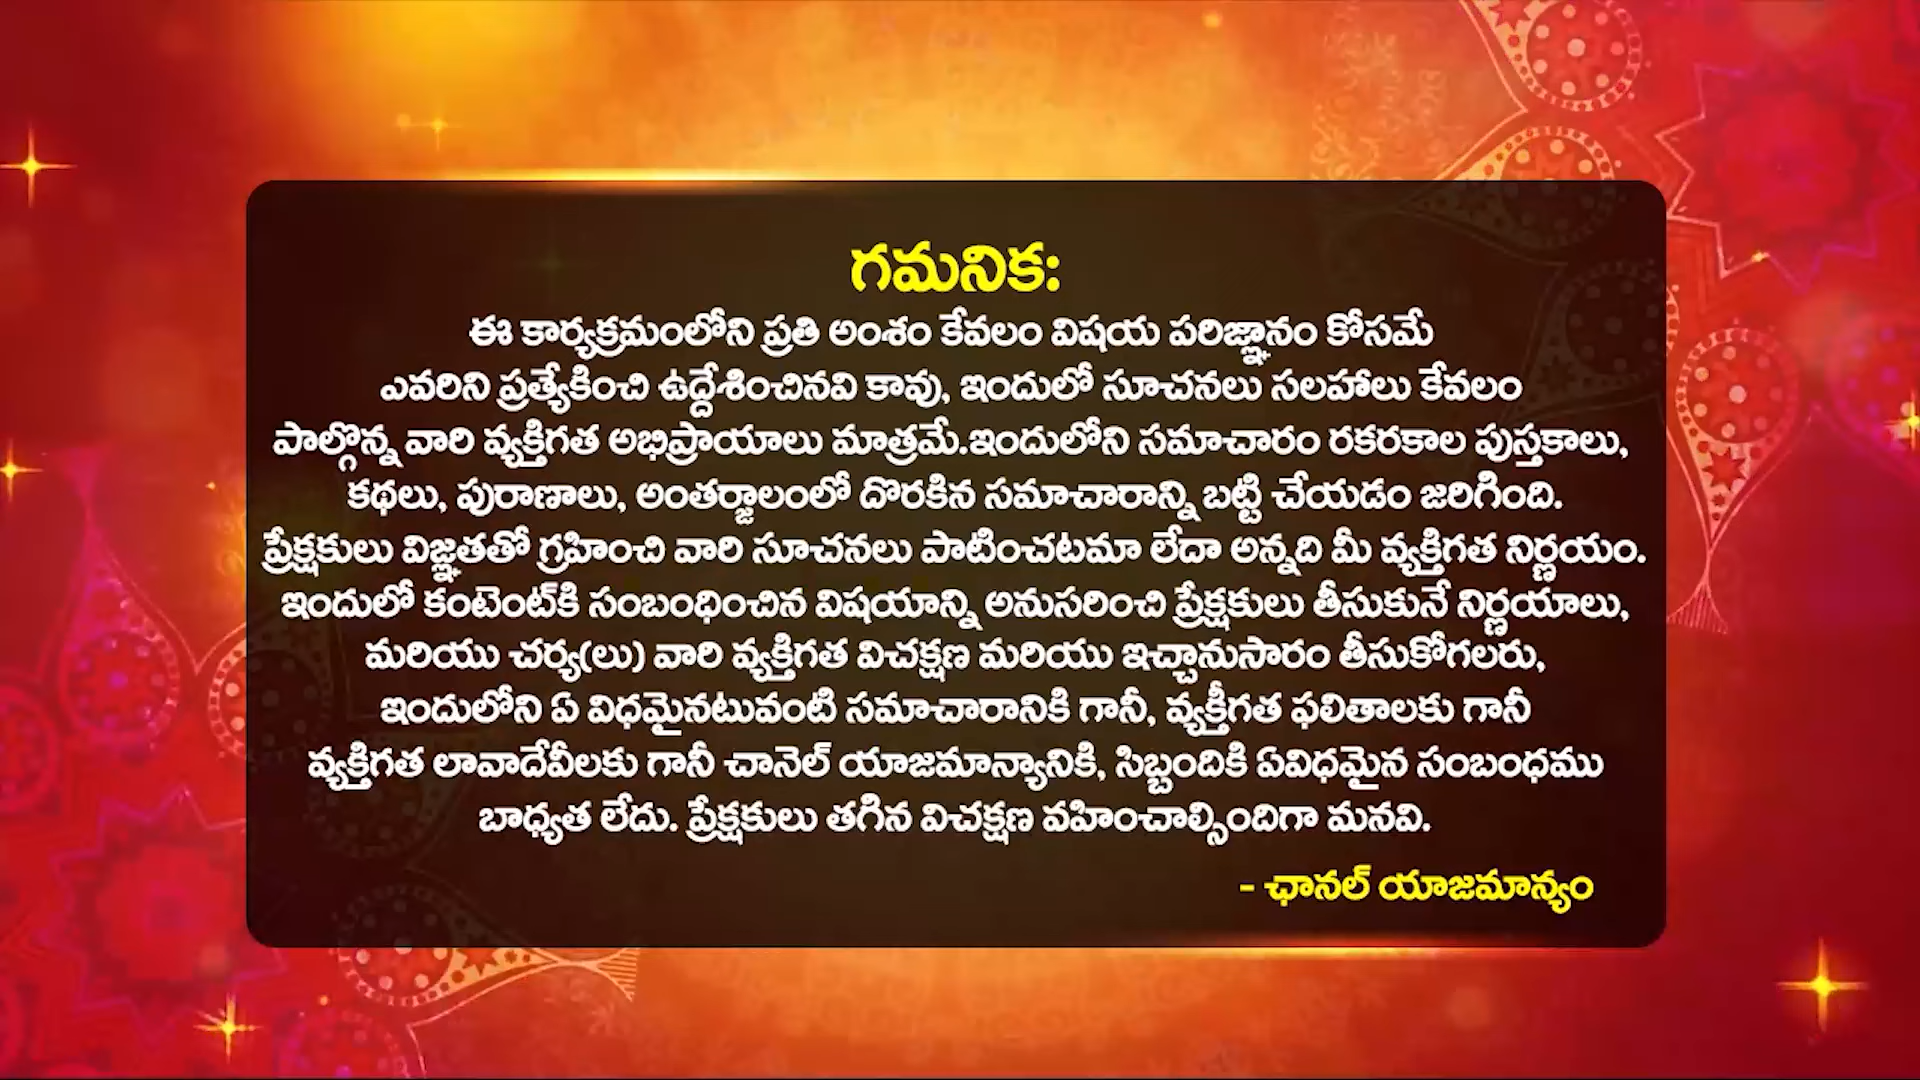 గమనిక:
ఈ కార్యక్రమంలోని ప్రతి అంశం కేవలం విషయ పరిజ్ఞానం కోసమే
ఎవరిని ప్రత్యేకించి ఉద్దేశించినవి కావు, ఇందులో సూచనలు సలహాలు కేవలం
పాల్గొన్న వారి వ్యక్తిగత అభిప్రాయాలు మాత్రమే.ఇందులోని సమాచారం రకరకాల పుస్తకాలు,
కథలు, పురాణాలు, అంతర్జాలంలో దొరకిన సమాచారాన్ని బట్టి చేయడం జరిగింది.
ప్రేక్షకులు విజ్ఞతతో గ్రహించి వారి సూచనలు పాటించటమా లేదా అన్నది మీ వ్యక్తిగత నిర్ణయం.
ఇందులో కంటెంట్‌కి సంబంధించిన విషయాన్ని అనుసరించి ప్రేక్షకులు తీసుకునే నిర్ణయాలు,
మరియు చర్య(లు) వారి వ్యక్తిగత విచక్షణ మరియు ఇచ్చానుసారం తీసుకోగలరు,
ఇందులోని ఏ విధమైనటువంటి సమాచారానికి గానీ, వ్యక్తీగత ఫలితాలకు గానీ
వ్యక్తిగత లావాదేవీలకు గానీ చానెల్ యాజమాన్యానికి, సిబ్బందికి ఏవిధమైన సంబంధము
బాధ్యత లేదు. ప్రేక్షకులు తగిన విచక్షణ వహించాల్సిందిగా మనవి.
- ఛానల్ యాజమాన్యం